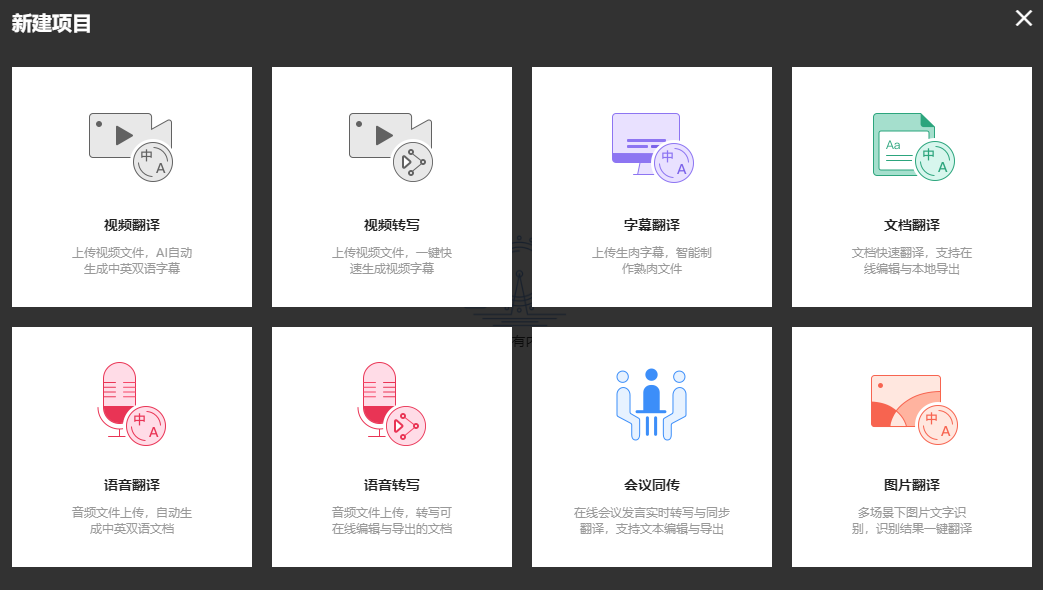 新建项目
视频翻译
上传视频文件，AI自动
生成中英双语字幕
视频转写
上传视频文件，一键快
速生成视频字幕
字幕翻译
上传生肉字幕，智能制
作熟肉文件
Aa
文档翻译
文档快速翻译，支持在
线编辑与本地导出
中
A
中
A
中
A
有
语音翻译
音频文件上传，自动生
成中英双语文档
语音转写
音频文件上传，转写可
在线编辑与导出的文档
会议同传
在线会议发言实时转写与同步
翻译，支持文本编辑与导出
图片翻译
多场景下图片文字识
别，识别结果一键翻译
中
A
中
A